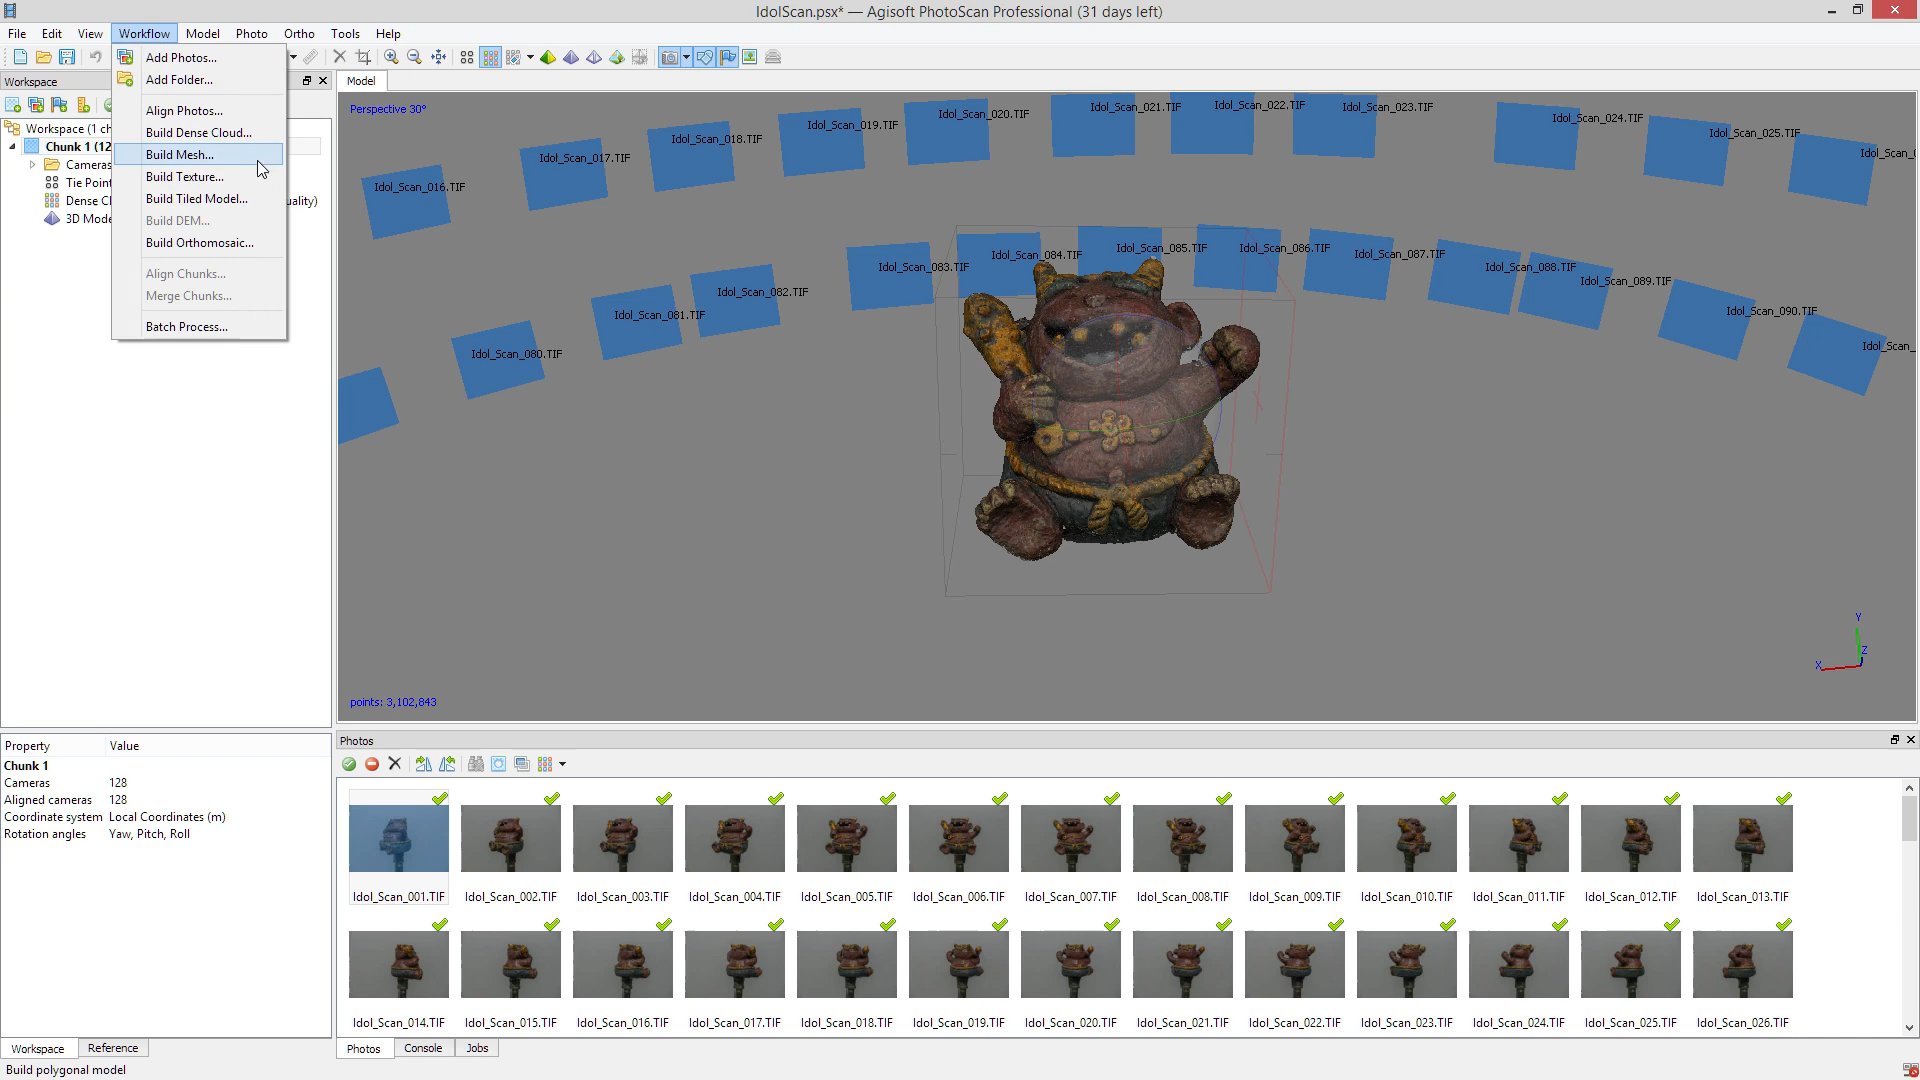 IdolScan.psx* — Agisoft PhotoScan Professional (31 days left)
File Edit View Workflow Model Photo Ortho Tools Help
Workspace
Workspace (1 ch
Chunk 1 (12
Cameras
Tie Point
Dense Cl
uality)
3D Mode
Add Photos...
Add Folder...
Align Photos...
Build Dense Cloud...
Build Mesh...
Build Texture...
Build Tiled Model...
Build DEM...
Build Orthomosaic...
Align Chunks...
Merge Chunks...
Batch Process...
Model
Perspective 30°
Idol_Scan_016.TIF
Idol_Scan_017.TIF
Idol_Scan_018.TIF
Idol_Scan_019.TIF
Idol_Scan_020.TIF
Idol_Scan_021.TIF
Idol_Scan_022.TIF
Idol_Scan_023.TIF
Idol_Scan_024.TIF
Idol_Scan_025.TIF
Idol_Scan_0
Idol_Scan_080.TIF
Idol_Scan_081.TIF
Idol_Scan_082.TIF
Idol_Scan_083.TIF
Idol_Scan_084.TIF
Idol_Scan_085.TIF
Idol_Scan_086.TIF
Idol_Scan_087.TIF
Idol_Scan_088.TIF
Idol_Scan_089.TIF
Idol_Scan_090.TIF
Idol_Scan_
Y
Z
X
points: 3,102,843
Property Value
Chunk 1
Cameras 128
Aligned cameras 128
Coordinate system Local Coordinates (m)
Rotation angles Yaw, Pitch, Roll
Workspace Reference
Photos
Idol_Scan_001.TIF Idol_Scan_002.TIF Idol_Scan_003.TIF Idol_Scan_004.TIF Idol_Scan_005.TIF Idol_Scan_006.TIF Idol_Scan_007.TIF Idol_Scan_008.TIF Idol_Scan_009.TIF Idol_Scan_010.TIF Idol_Scan_011.TIF Idol_Scan_012.TIF Idol_Scan_013.TIF
Idol_Scan_014.TIF Idol_Scan_015.TIF Idol_Scan_016.TIF Idol_Scan_017.TIF Idol_Scan_018.TIF Idol_Scan_019.TIF Idol_Scan_020.TIF Idol_Scan_021.TIF Idol_Scan_022.TIF Idol_Scan_023.TIF Idol_Scan_024.TIF Idol_Scan_025.TIF Idol_Scan_026.TIF
Photos Console Jobs
Build polygonal model